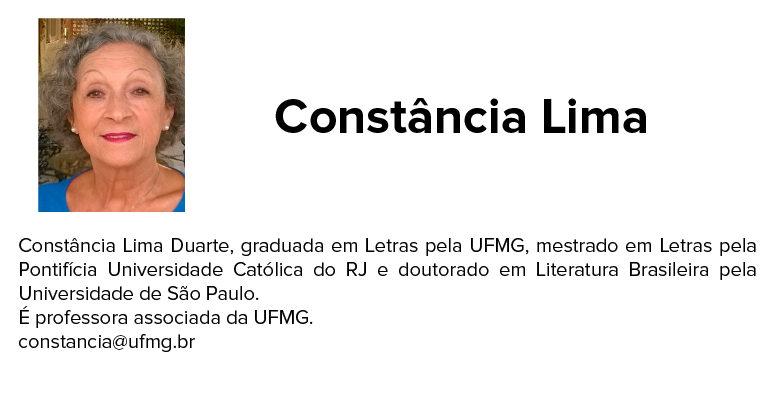 Constância Lima
Constância Lima Duarte, graduada em Letras pela UFMG, mestrado em Letras pela
Pontifícia Universidade Católica do RJ e doutorado em Literatura Brasileira pela
Universidade de São Paulo.
É professora associada da UFMG.
constancia@ufmg.br